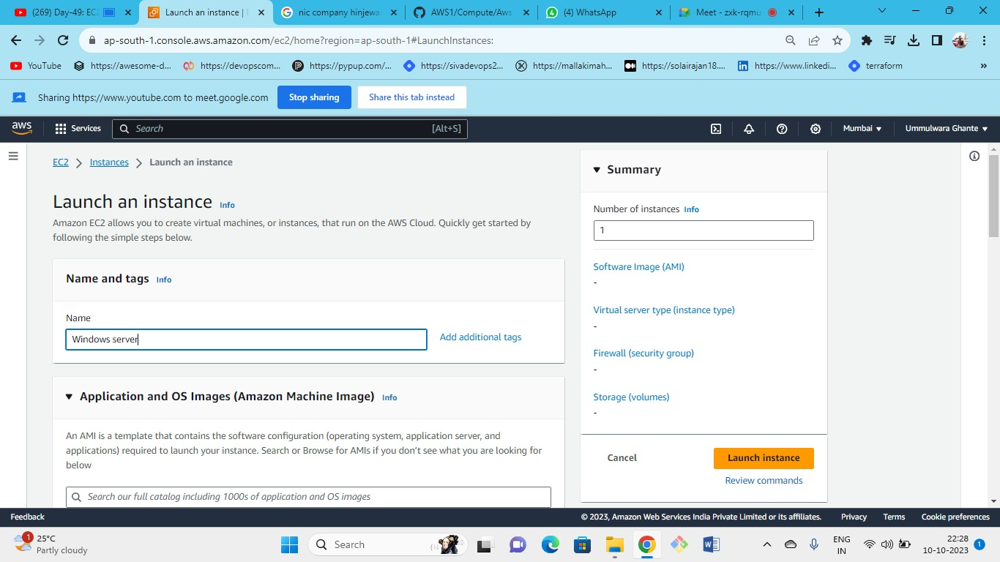 (269) Day-49: EC2
Launch an instance | E
nic company hinjewa
AWS1/Compute/Aws
(4) WhatsApp
Meet - zxk-rqmu
ap-south-1.console.aws.amazon.com/ec2/home?region=ap-south-1#LaunchInstances:
YouTube
https://awesome-d...
https://devopscom...
https://pypup.com/...
https://sivadevops2...
https://mallakimah...
https://solairajan18....
https://www.linkedi...
terraform
»
Sharing https://www.youtube.com to meet.google.com
Stop sharing
Share this tab instead
aws
Services
Search
[Alt+S]
Mumbai
Ummulwara Ghante
EC2
Instances
Launch an instance
Launch an instance Info
Amazon EC2 allows you to create virtual machines, or instances, that run on the AWS Cloud. Quickly get started by
following the simple steps below.
Name and tags Info
Name
Windows server
Add additional tags
Application and OS Images (Amazon Machine Image) Info
An AMI is a template that contains the software configuration (operating system, application server, and
applications) required to launch your instance. Search or Browse for AMIs if you don't see what you are looking for
below
Search our full catalog including 1000s of application and OS images
Summary
Number of instances Info
1
Software Image (AMI)
-
Virtual server type (instance type)
-
Firewall (security group)
-
Storage (volumes)
-
Cancel
Launch instance
Review commands
Feedback
© 2023, Amazon Web Services India Private Limited or its affiliates.
Privacy
Terms
Cookie preferences
1
25°C
Partly cloudy
Search
ENG
IN
22:28
10-10-2023
1